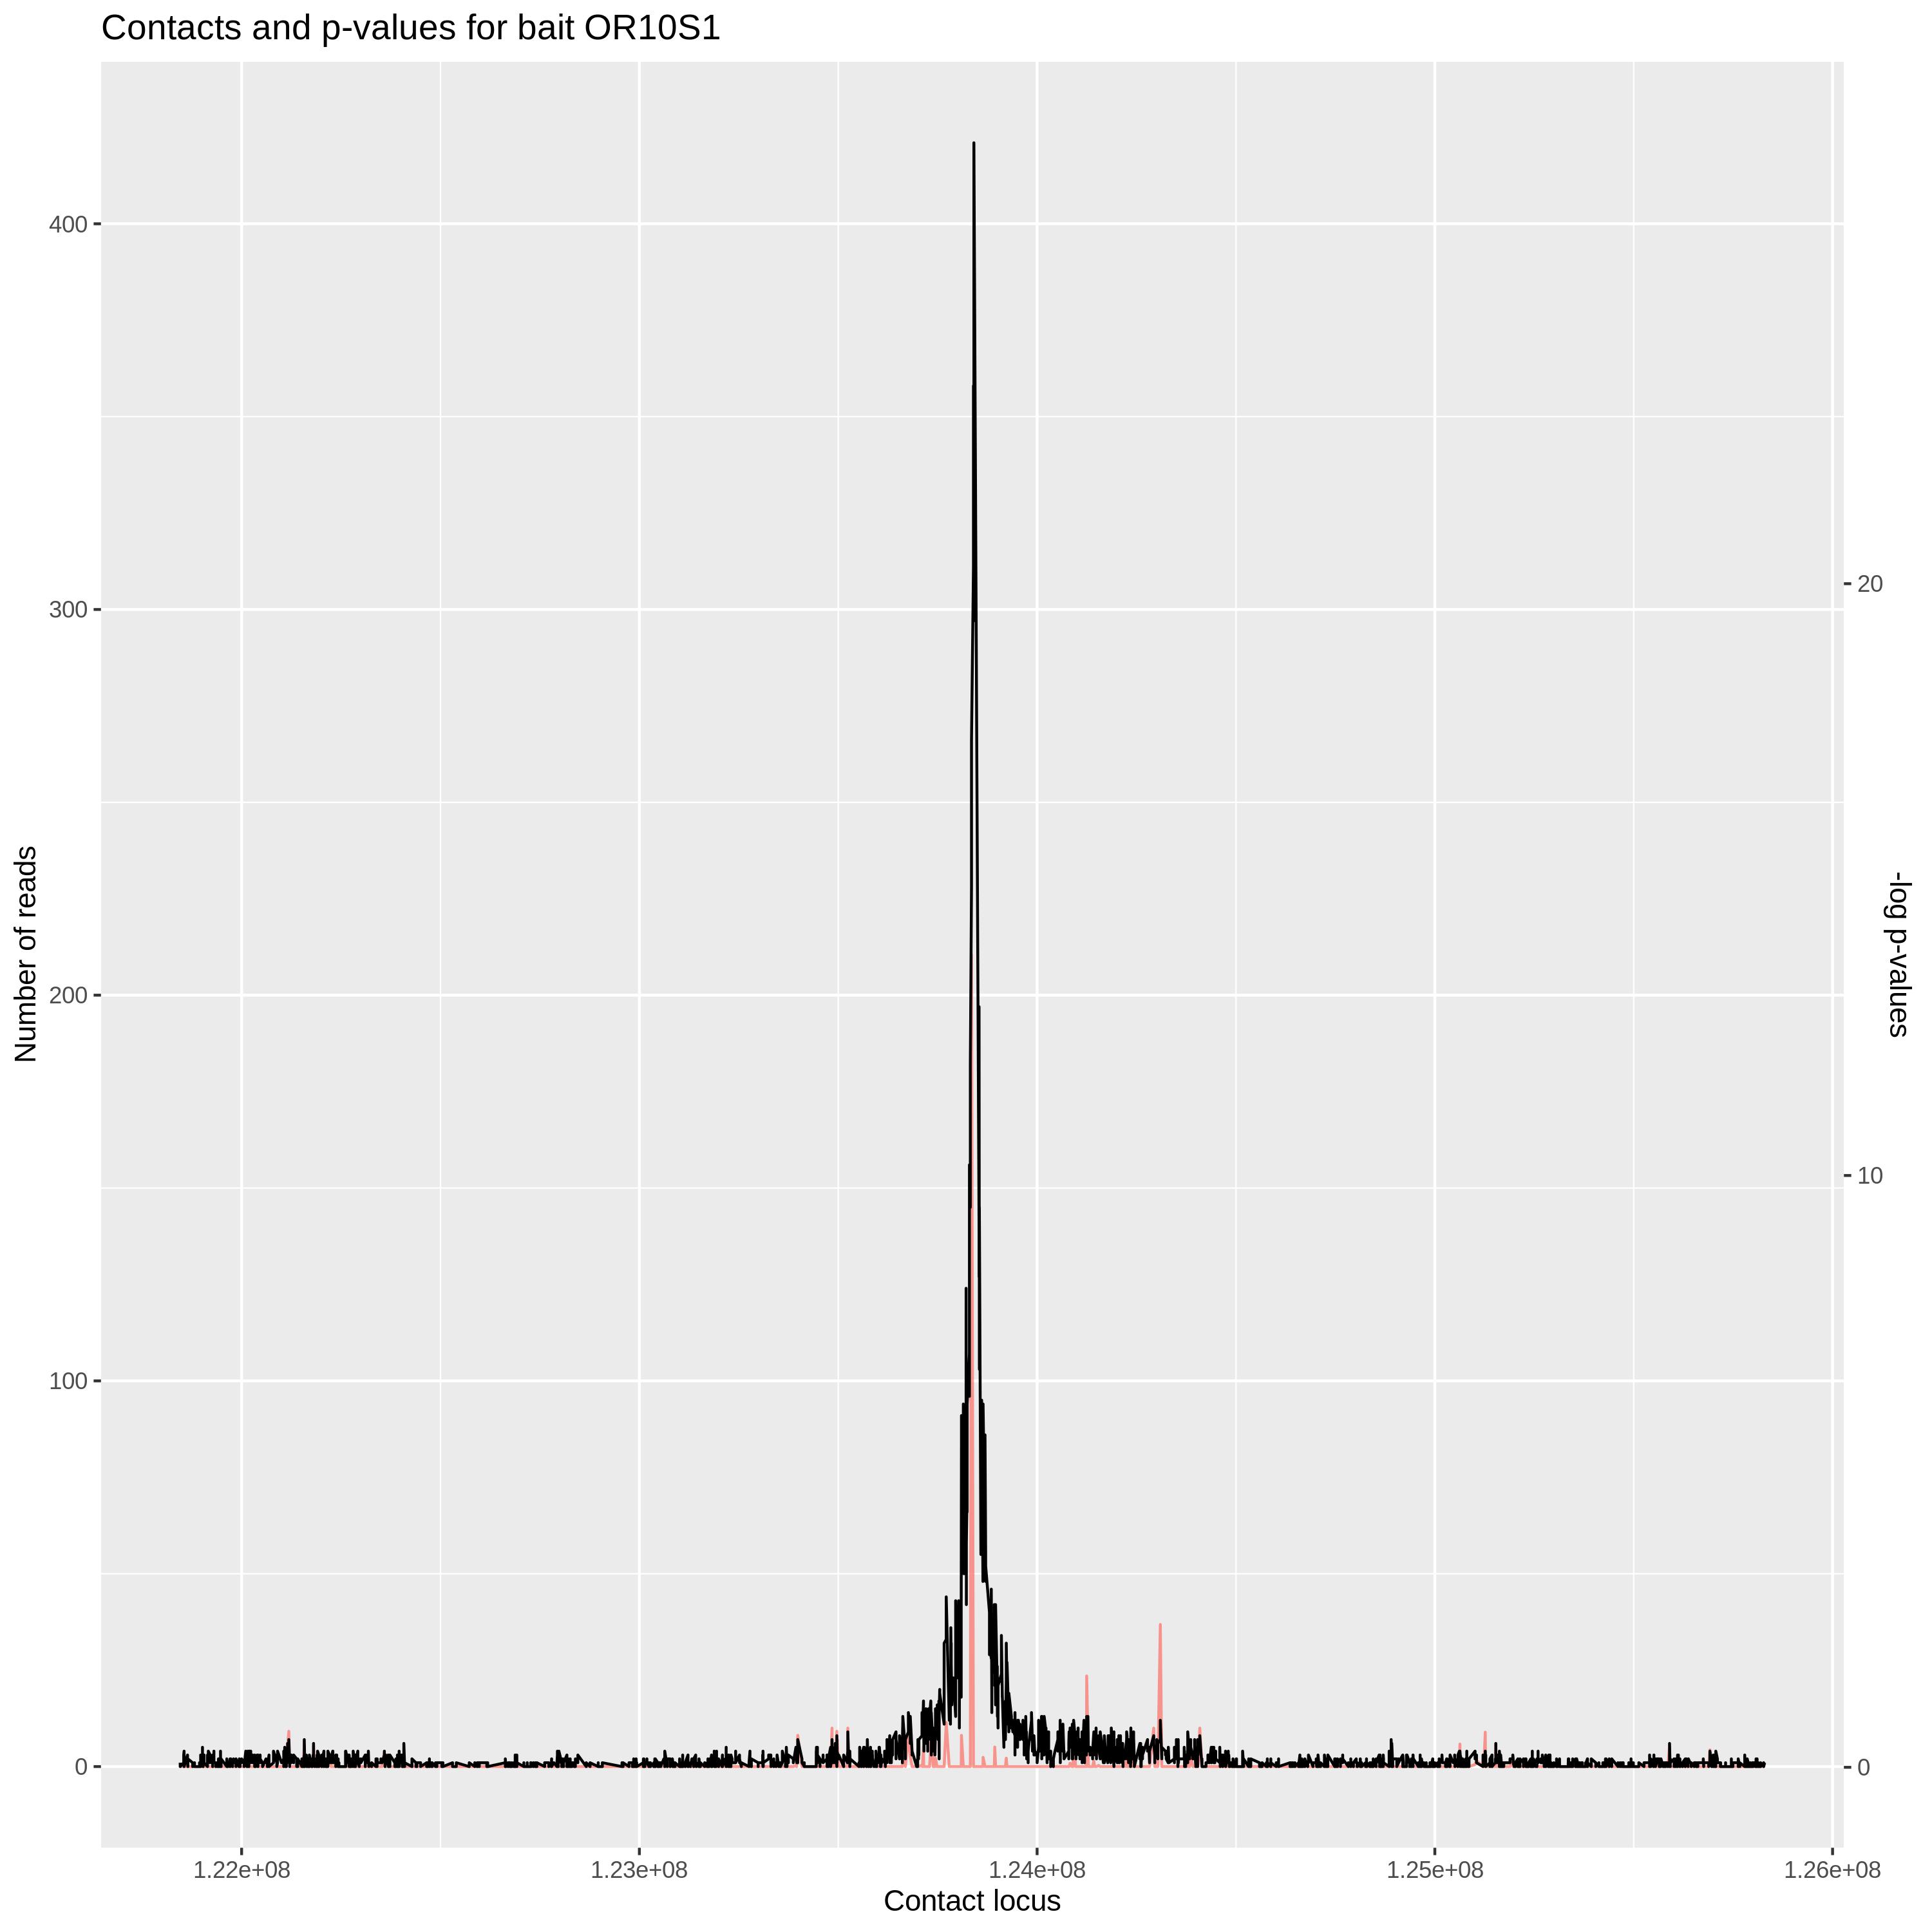 Contacts and p-values for bait OR10S1
400
300
200
100
0
Number of reads
20
10
0
-log p-values
1.22e+08
1.23e+08
1.24e+08
1.25e+08
1.26e+08
Contact locus